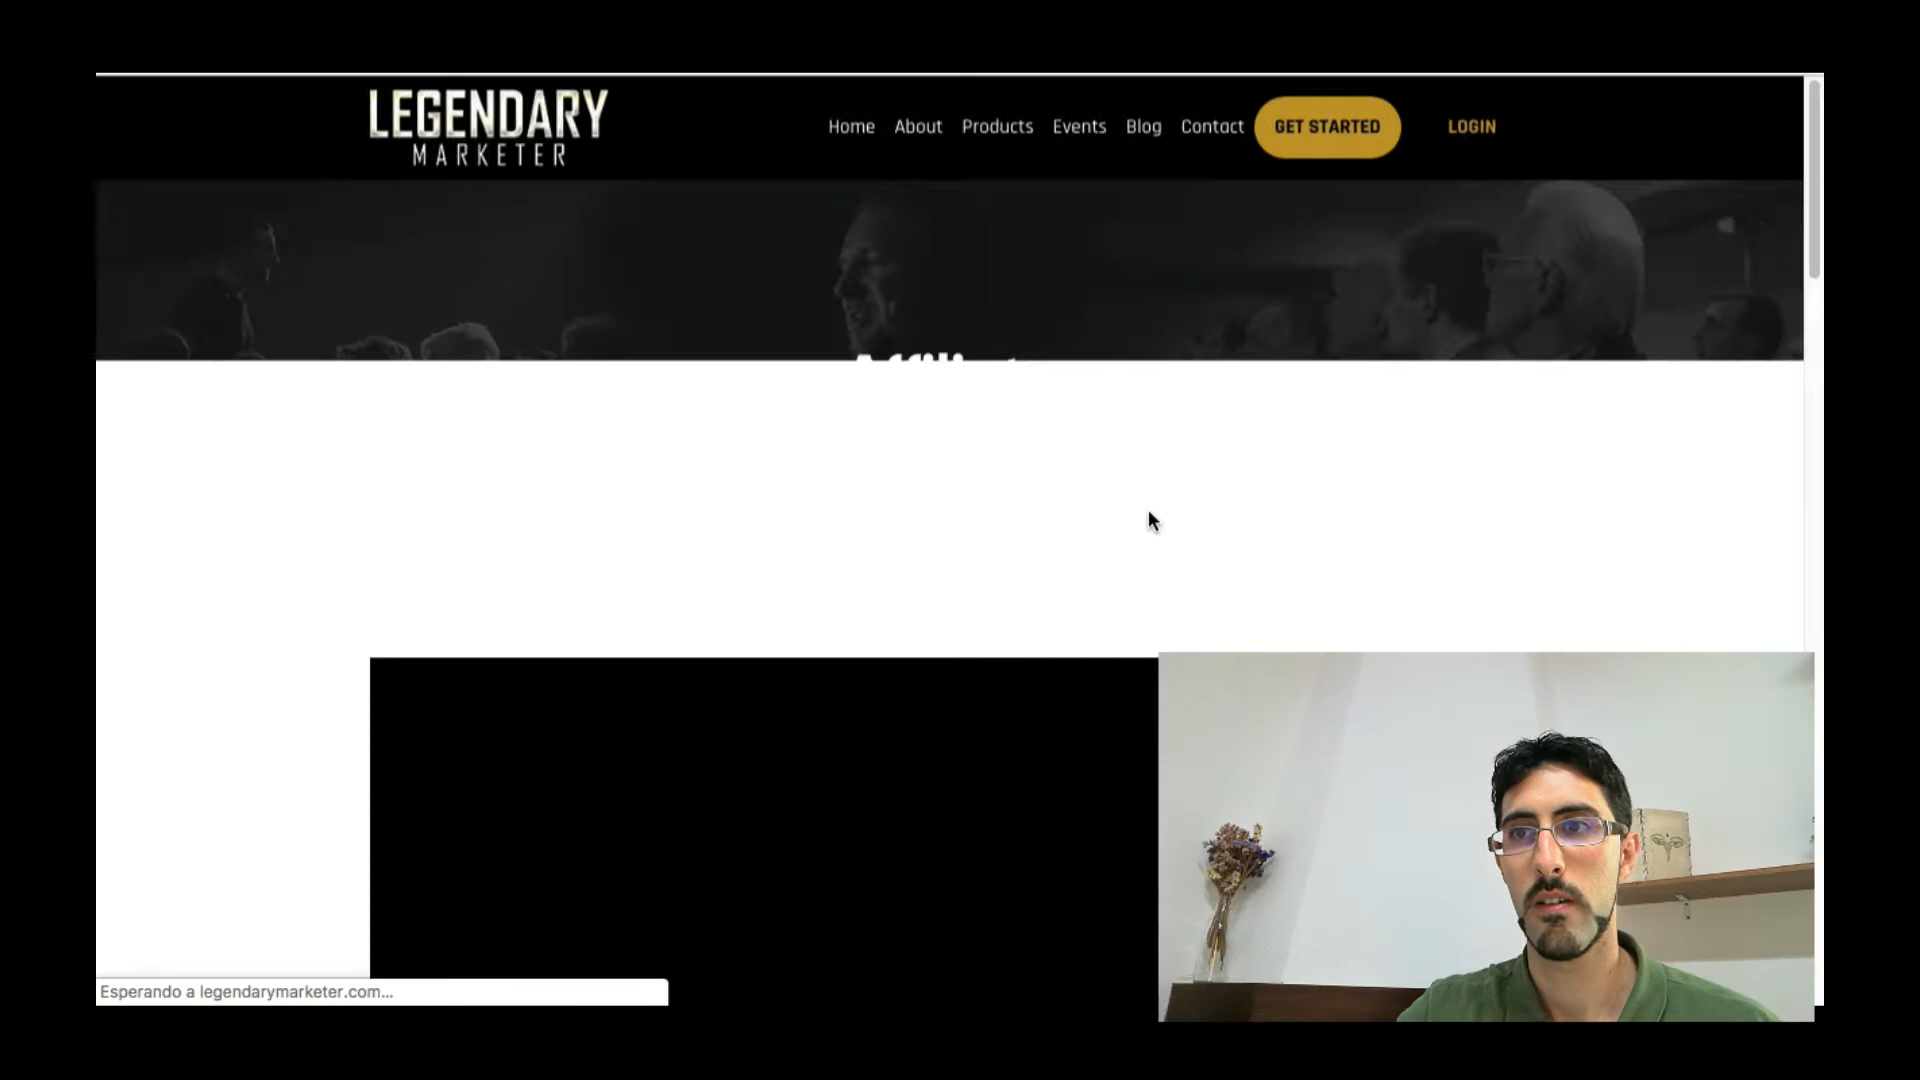 LEGENDARY
MARKETER
Home About Products Events Blog Contact GET STARTED LOGIN
Esperando a legendarymarketer.com...